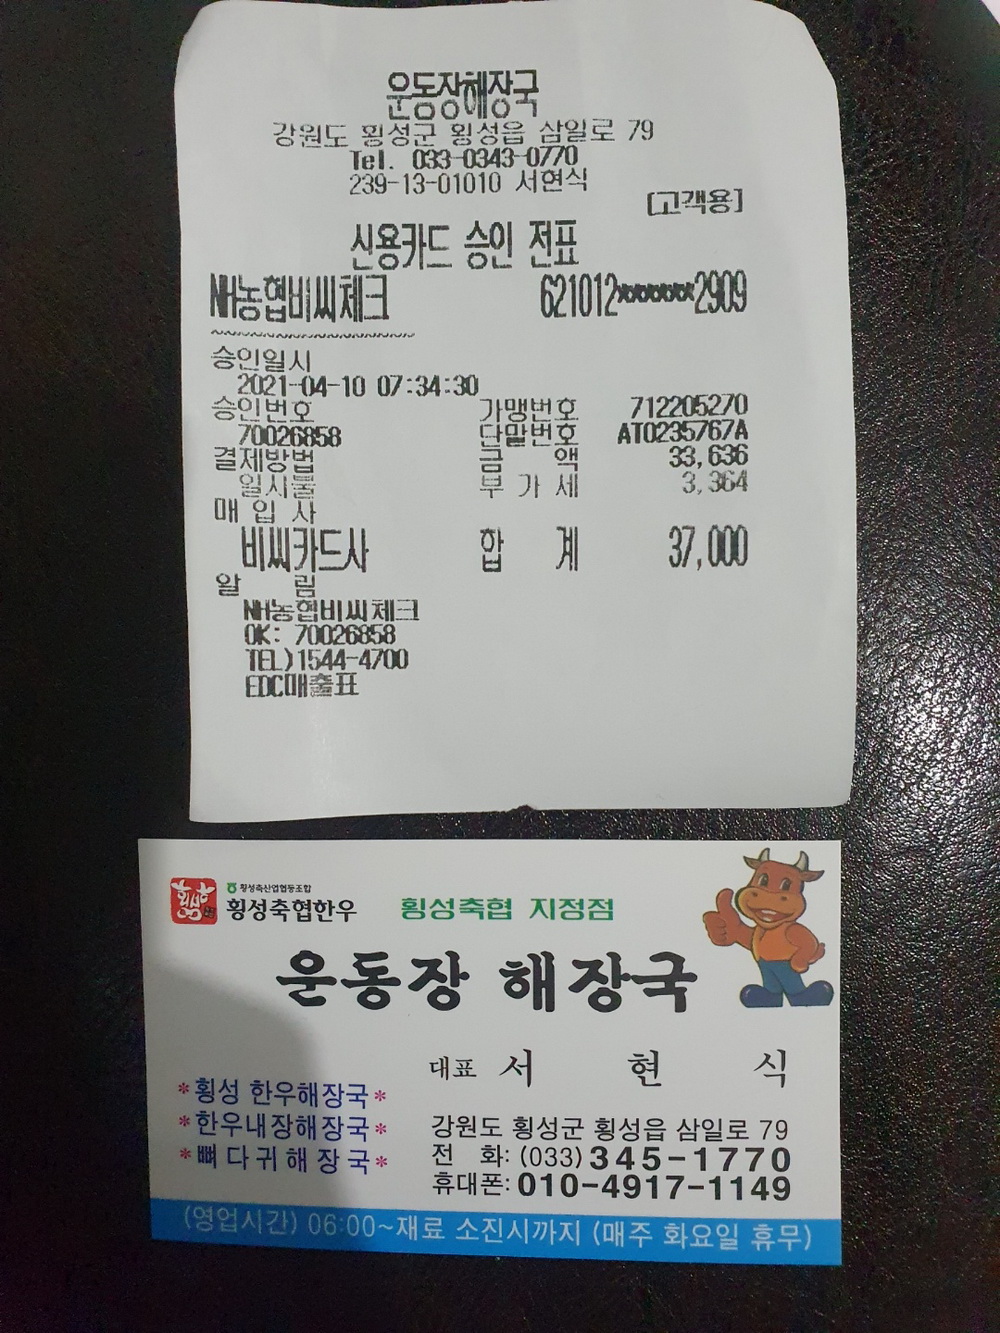 운동장해장국
강원도 횡성군 횡성읍 삼일로 79
Tel. 033-0343-0770
239-13-01010 서현식
[고객용]
신용카드 승인 전표
NH농협비씨체크 621012*******2909
~~~~~~~~~~~~~~~~~~~~
승인일시
2021-04-10 07:34:30
승인번호 가맹번호 712205270
70026858 단말번호 AT0235767A
결제방법 금 액 33,636
일시불 부 가 세 3,364
매 입 사
비씨카드사 합 계 37,000
알 림
NH농협비씨체크
OK: 70026858
TEL)1544-4700
EDC매출표
횡성축산업협동조합
횡성축협한우 횡성축협 지정점
운동장 해장국
대표 서 현 식
*횡성 한우해장국*
*한우내장해장국*
*뼈다귀해장국*
강원도 횡성군 횡성읍 삼일로 79
전 화: (033) 345-1770
휴대폰: 010-4917-1149
(영업시간) 06:00~재료 소진시까지 (매주 화요일 휴무)